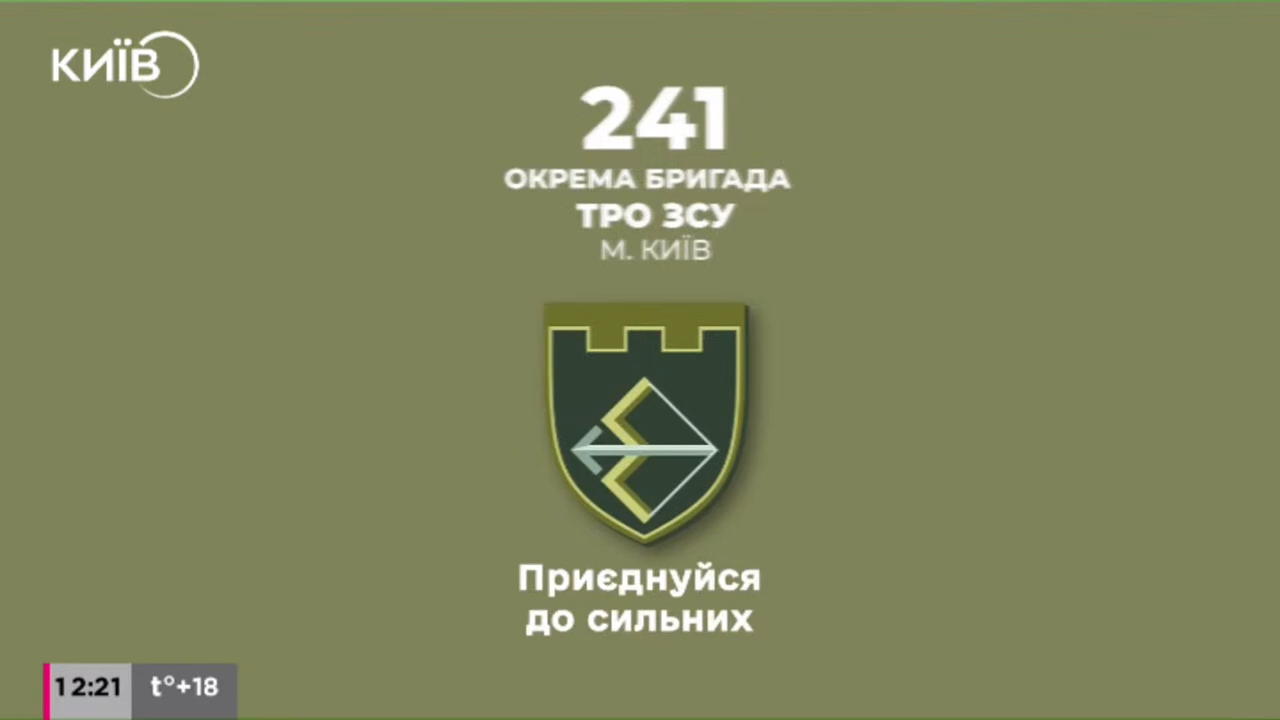 КИЇВ
241
ОКРЕМА БРИГАДА
ТРО ЗСУ
М. КИЇВ
Приєднуйся
до сильних
12:21 t°+18